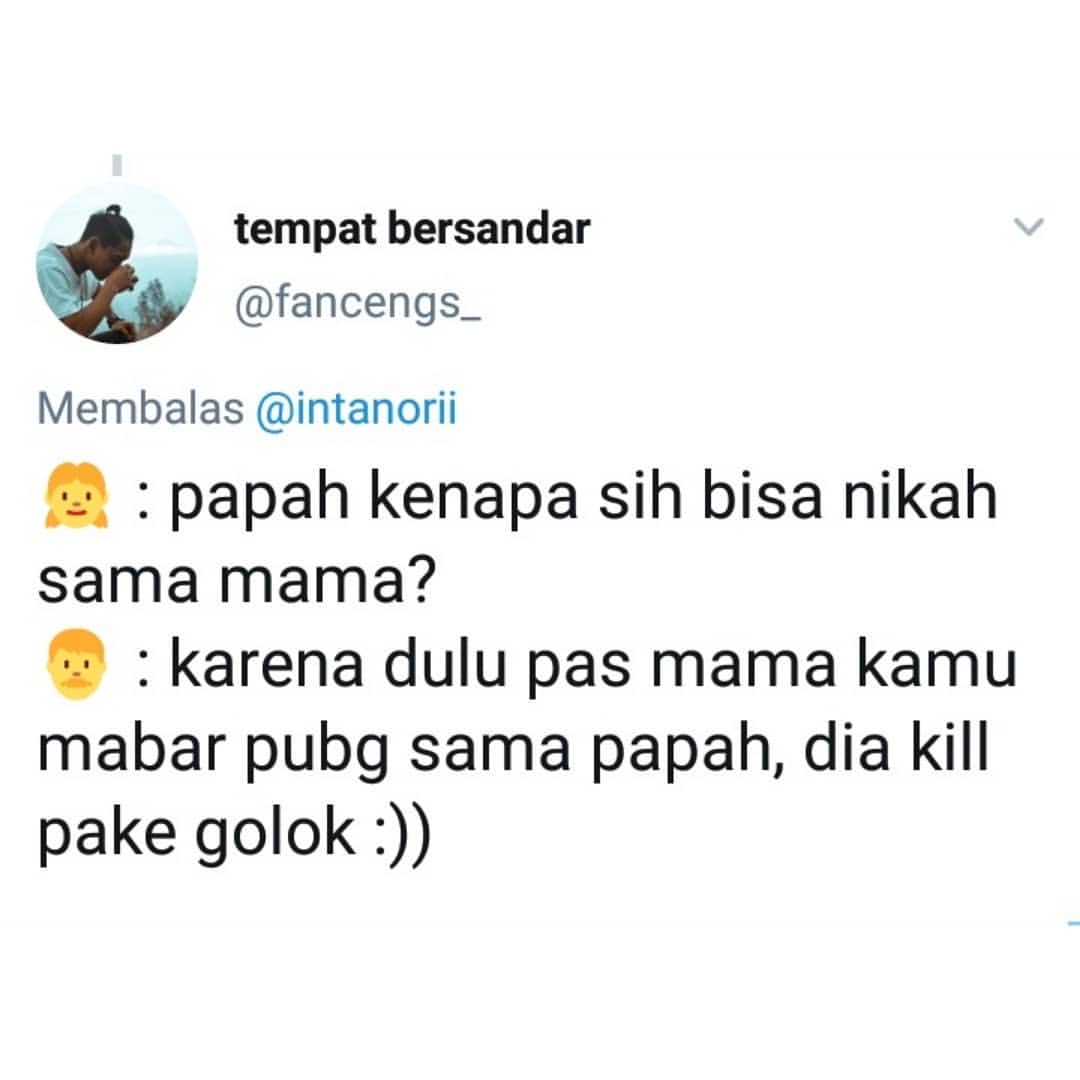 tempat bersandar
@fancengs_
Membalas @intanorii
👧 : papah kenapa sih bisa nikah
sama mama?
👨 : karena dulu pas mama kamu
mabar pubg sama papah, dia kill
pake golok :))